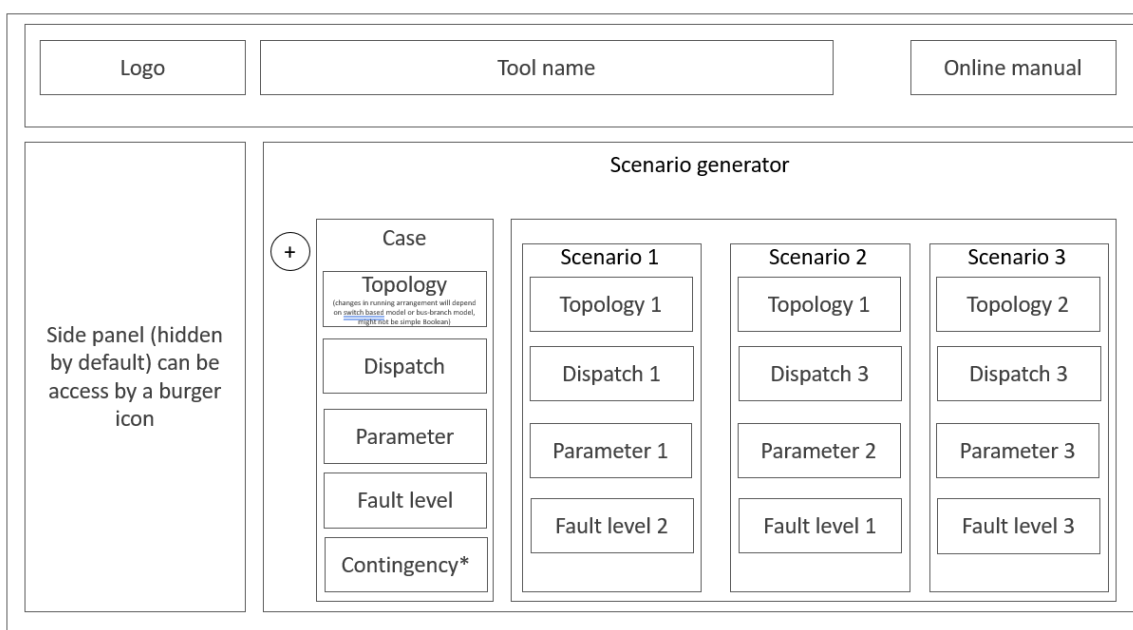 Logo
Tool name
Online manual
Side panel (hidden
by default) can be
access by a burger
icon
Scenario generator
+
Case
Topology
(changes in running arrangement will depend
on switch based model or bus-branch model,
might not be simple Boolean)
Dispatch
Parameter
Fault level
Contingency*
Scenario 1
Topology 1
Dispatch 1
Parameter 1
Fault level 2
Scenario 2
Topology 1
Dispatch 3
Parameter 2
Fault level 1
Scenario 3
Topology 2
Dispatch 3
Parameter 3
Fault level 3